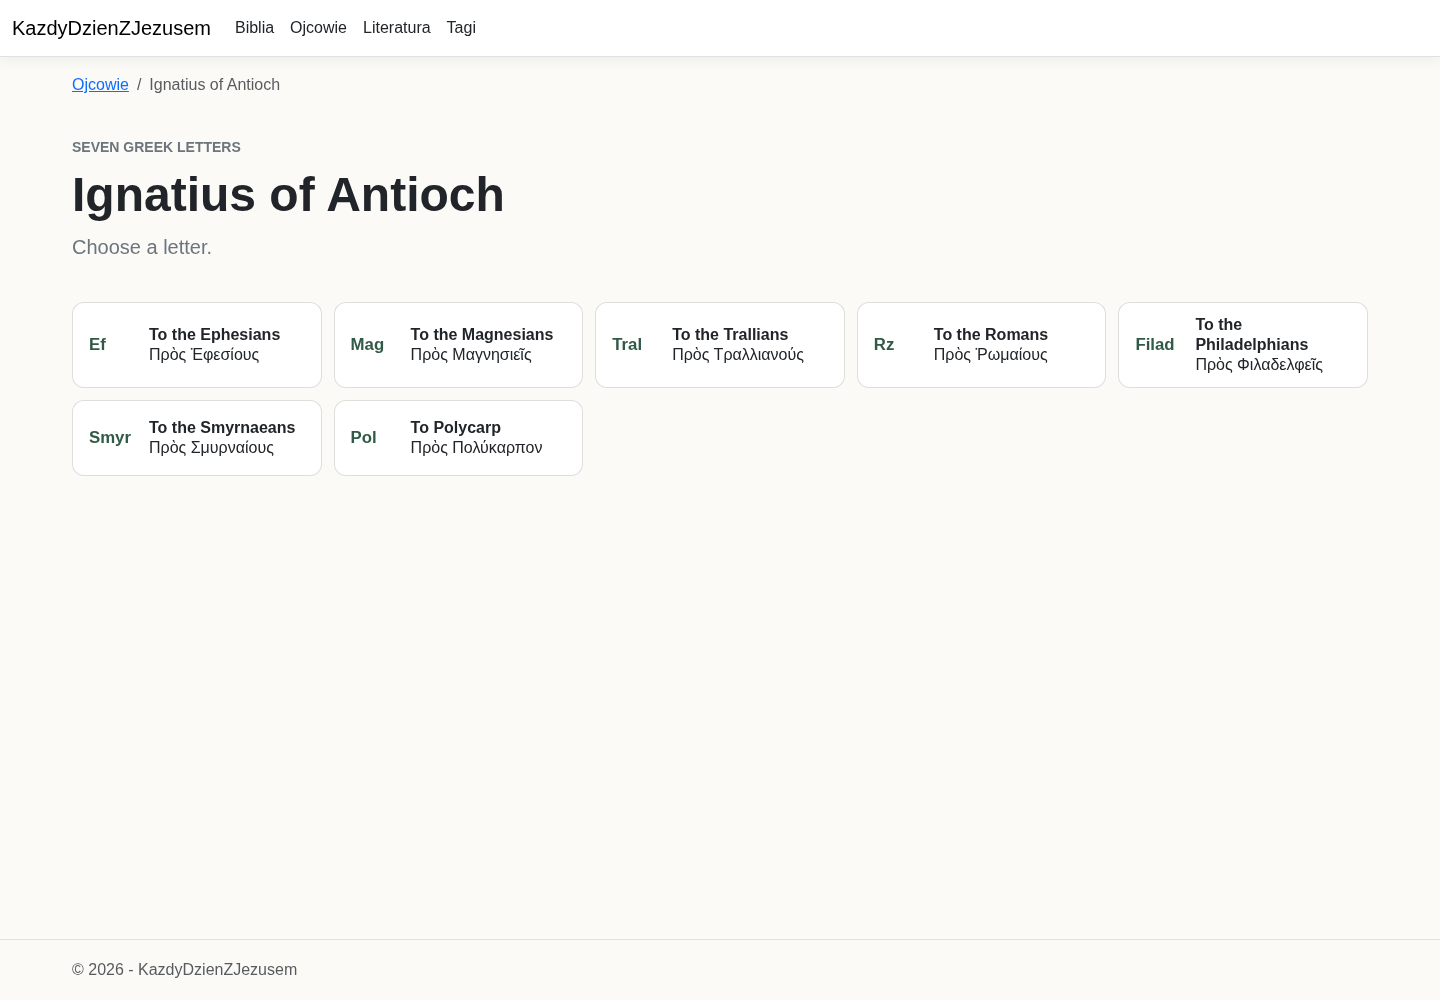 KazdyDzienZJezusem Biblia Ojcowie Literatura Tagi
Ojcowie / Ignatius of Antioch
SEVEN GREEK LETTERS
Ignatius of Antioch
Choose a letter.
Ef
To the Ephesians
Πρὸς Ἐφεσίους
Mag
To the Magnesians
Πρὸς Μαγνησιεῖς
Tral
To the Trallians
Πρὸς Τραλλιανούς
Rz
To the Romans
Πρὸς Ῥωμαίους
Filad
To the
Philadelphians
Πρὸς Φιλαδελφεῖς
Smyr
To the Smyrnaeans
Πρὸς Σμυρναίους
Pol
To Polycarp
Πρὸς Πολύκαρπον
© 2026 - KazdyDzienZJezusem